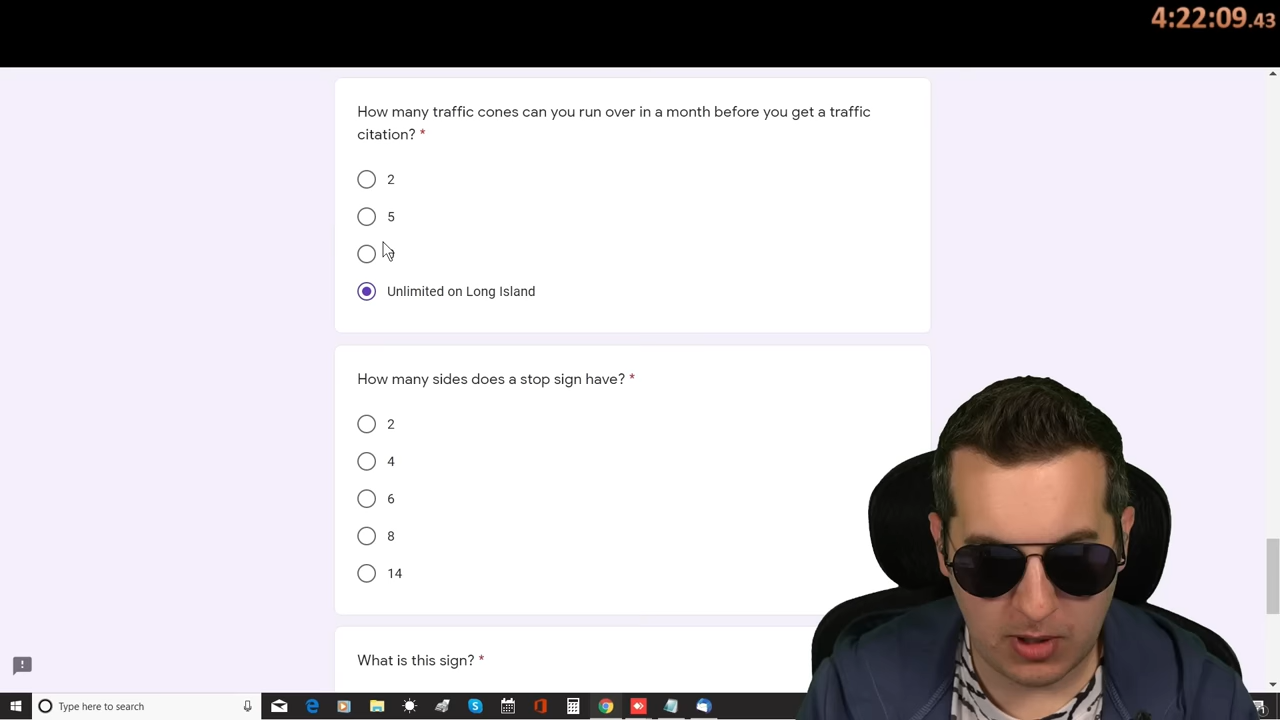 4:22:09.43
How many traffic cones can you run over in a month before you get a traffic
citation? *
2
5
Unlimited on Long Island
How many sides does a stop sign have? *
2
4
6
8
14
What is this sign? *
Type here to search